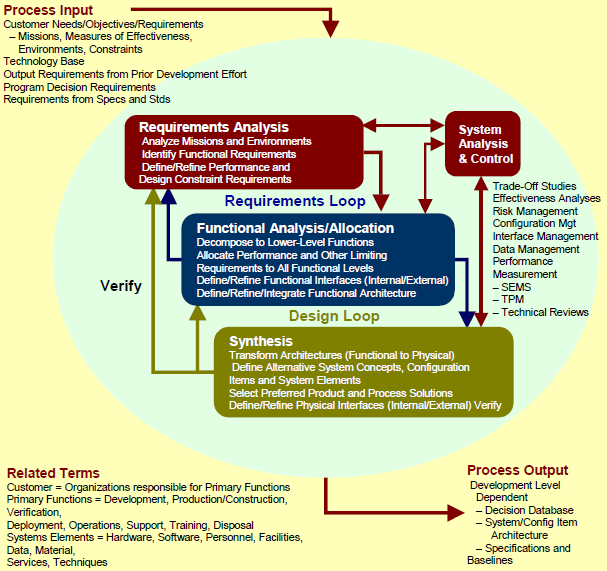 Process Input
Customer Needs/Objectives/Requirements
– Missions, Measures of Effectiveness,
Environments, Constraints
Technology Base
Output Requirements from Prior Development Effort
Program Decision Requirements
Requirements from Specs and Stds
Requirements Analysis
Analyze Missions and Environments
Identify Functional Requirements
Define/Refine Performance and
Design Constraint Requirements
System
Analysis
& Control
Trade-Off Studies
Effectiveness Analyses
Risk Management
Configuration Mgt
Interface Management
Data Management
Performance
Measurement
– SEMS
– TPM
– Technical Reviews
Requirements Loop
Functional Analysis/Allocation
Decompose to Lower-Level Functions
Allocate Performance and Other Limiting
Requirements to All Functional Levels
Define/Refine Functional Interfaces (Internal/External)
Define/Refine/Integrate Functional Architecture
Verify
Design Loop
Synthesis
Transform Architectures (Functional to Physical)
Define Alternative System Concepts, Configuration
Items and System Elements
Select Preferred Product and Process Solutions
Define/Refine Physical Interfaces (Internal/External) Verify
Related Terms
Customer = Organizations responsible for Primary Functions
Primary Functions = Development, Production/Construction,
Verification,
Deployment, Operations, Support, Training, Disposal
Systems Elements = Hardware, Software, Personnel, Facilities,
Data, Material,
Services, Techniques
Process Output
Development Level
Dependent
– Decision Database
– System/Config Item
Architecture
– Specifications and
Baselines